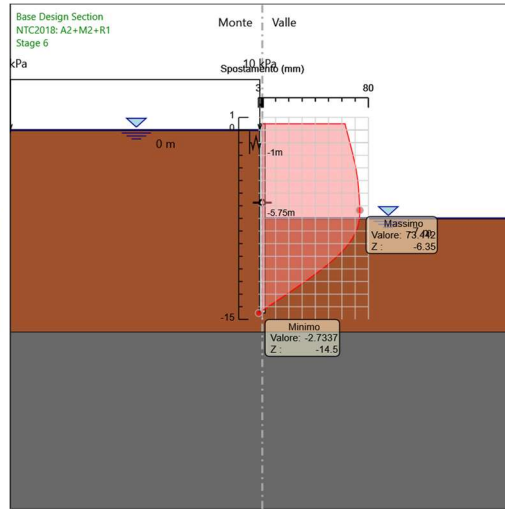 Base Design Section
NTC2018: A2+M2+R1
Stage 6
Monte
Valle
kPa
10 kPa
Spostamento (mm)
3
80
1
0
0 m
-1m
-5.75m
Massimo
Valore: 73.442
Z : -6.35
-15
Minimo
Valore: -2.7337
Z : -14.5